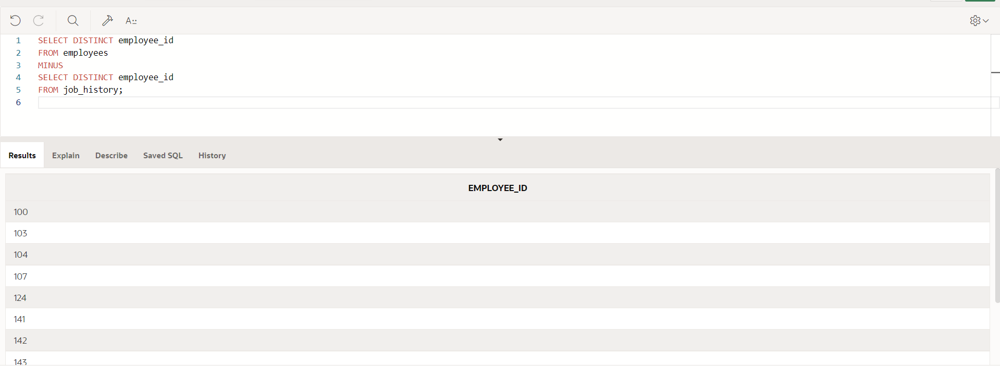 A::
1 SELECT DISTINCT employee_id
2 FROM employees
3 MINUS
4 SELECT DISTINCT employee_id
5 FROM job_history;
6
Results Explain Describe Saved SQL History
EMPLOYEE_ID
100
103
104
107
124
141
142
143